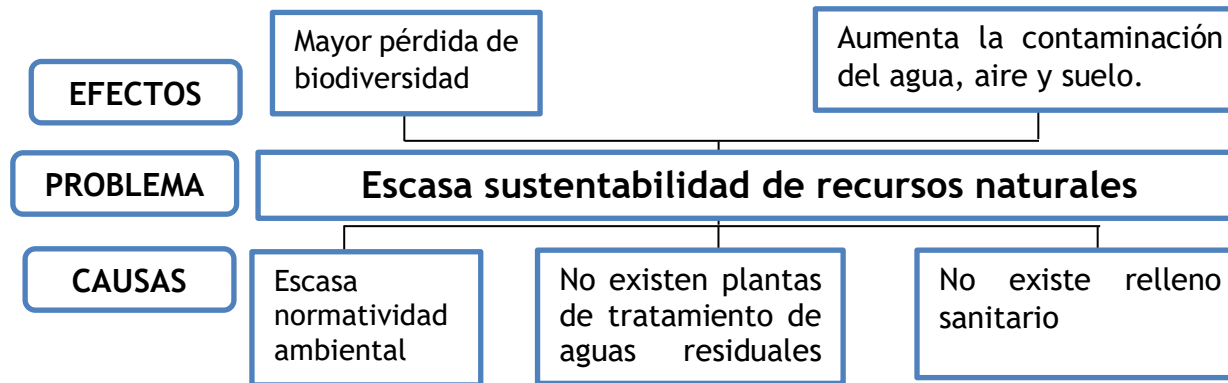 Mayor pérdida de
biodiversidad
Aumenta la contaminación
del agua, aire y suelo.
EFECTOS
PROBLEMA
Escasa sustentabilidad de recursos naturales
CAUSAS
Escasa
normatividad
ambiental
No existen plantas
de tratamiento de
aguas residuales
No existe relleno
sanitario